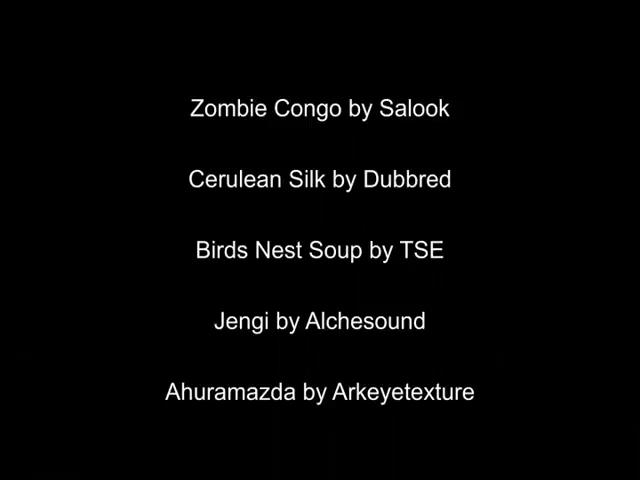 Zombie Congo by Salook
Cerulean Silk by Dubbred
Birds Nest Soup by TSE
Jengi by Alchesound
Ahuramazda by Arkeyetexture